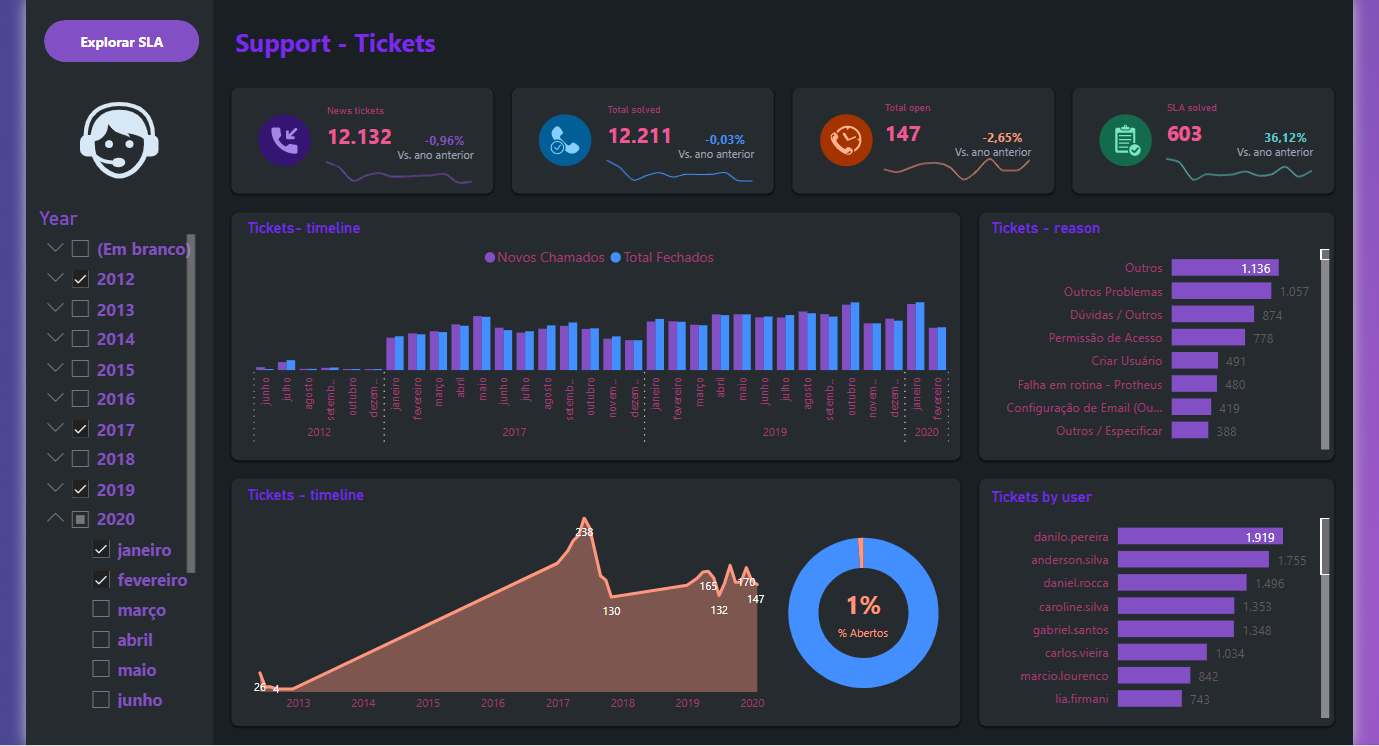 Explorar SLA
Year
(Em branco)
2012
2013
2014
2015
2016
2017
2018
2019
2020
janeiro
fevereiro
março
abril
maio
junho
Support - Tickets
News tickets
12.132
-0,96%
Vs. ano anterior
Total solved
12.211
-0,03%
Vs. ano anterior
Total open
147
-2,65%
Vs. ano anterior
SLA solved
603
36,12%
Vs. ano anterior
Tickets- timeline
Novos Chamados Total Fechados
junho julho agosto setemb... outubro dezem... janeiro fevereiro março abril maio junho julho agosto setemb... outubro novem... dezem... janeiro fevereiro março abril maio junho julho agosto setemb... outubro novem... dezem... janeiro fevereiro
2012 2017 2019 2020
Tickets - reason
Outros 1.136
Outros Problemas 1.057
Dúvidas / Outros 874
Permissão de Acesso 778
Criar Usuário 491
Falha em rotina - Protheus 480
Configuração de Email (Ou... 419
Outros / Especificar 388
Tickets - timeline
238
165 170
147
130 132
26 4
2013 2014 2015 2016 2017 2018 2019 2020
1%
% Abertos
Tickets by user
danilo.pereira 1.919
anderson.silva 1.755
daniel.rocca 1.496
caroline.silva 1.353
gabriel.santos 1.348
carlos.vieira 1.034
marcio.lourenco 842
lia.firmani 743